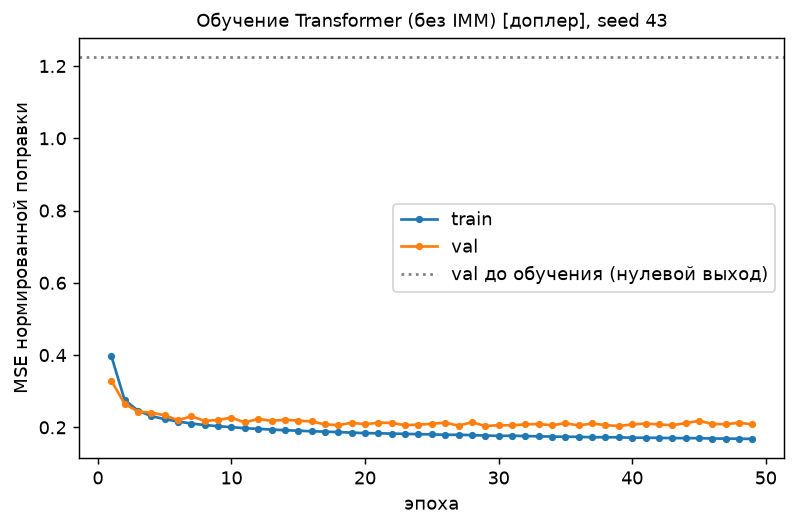 Обучение Transformer (без IMM) [доплер], seed 43
MSE нормированной поправки
1.2
1.0
0.8
0.6
0.4
0.2
train
val
val до обучения (нулевой выход)
0
10
20
30
40
50
эпоха